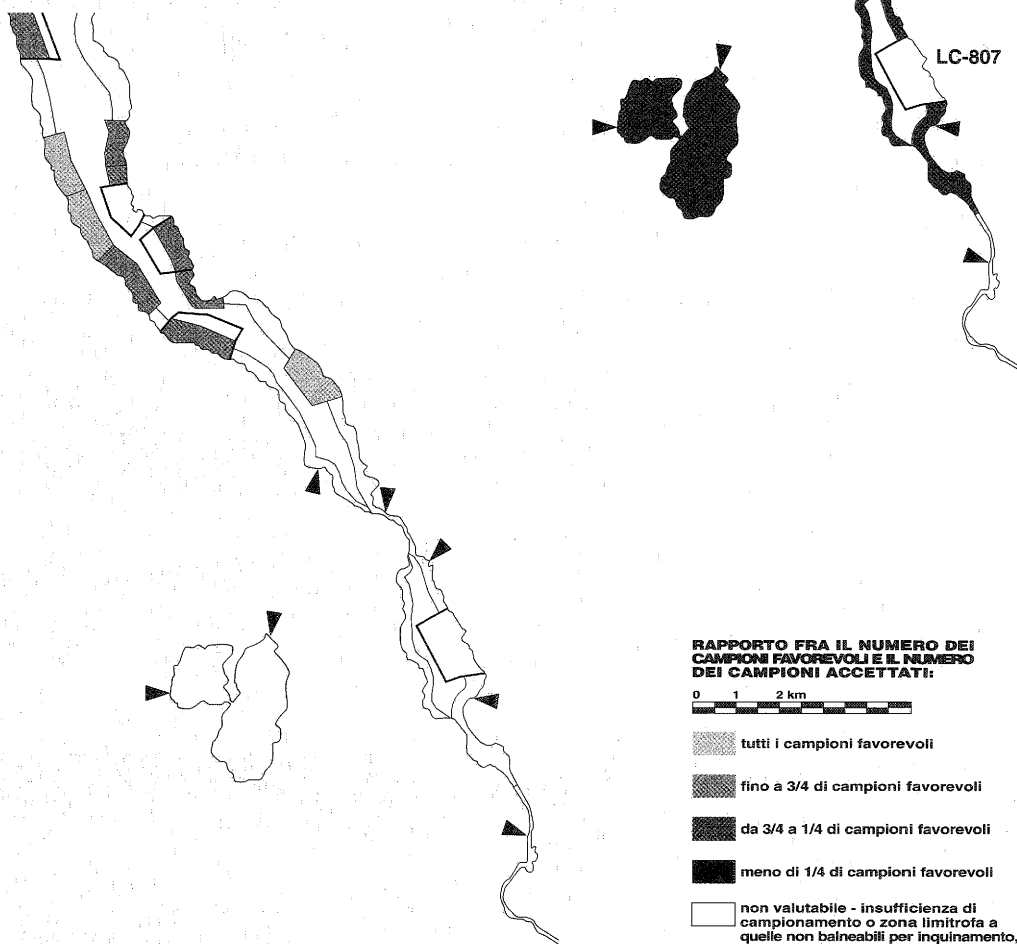 LC-807
RAPPORTO FRA IL NUMERO DEI
CAMPIONI FAVOREVOLI E IL NUMERO
DEI CAMPIONI ACCETTATI:
0 1 2 km
tutti i campioni favorevoli
fino a 3/4 di campioni favorevoli
da 3/4 a 1/4 di campioni favorevoli
meno di 1/4 di campioni favorevoli
non valutabile - insufficienza di
campionamento o zona limitrofa a
quelle non balneabili per inquinamento,